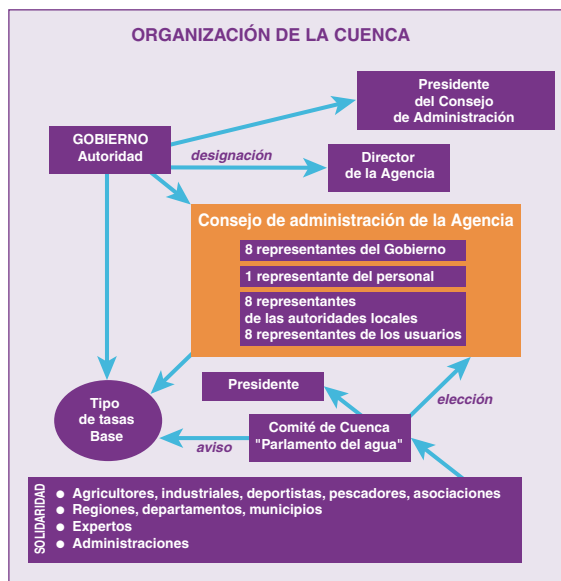 ORGANIZACIÓN DE LA CUENCA
Presidente
del Consejo
de Administración
GOBIERNO
Autoridad
designación
Director
de la Agencia
Consejo de administración de la Agencia
8 representantes del Gobierno
1 representante del personal
8 representantes
de las autoridades locales
8 representantes de los usuarios
Presidente
elección
Tipo
de tasas
Base
aviso
Comité de Cuenca
"Parlamento del agua"
SOLIDARIDAD
● Agricultores, industriales, deportistas, pescadores, asociaciones
● Regiones, departamentos, municipios
● Expertos
● Administraciones